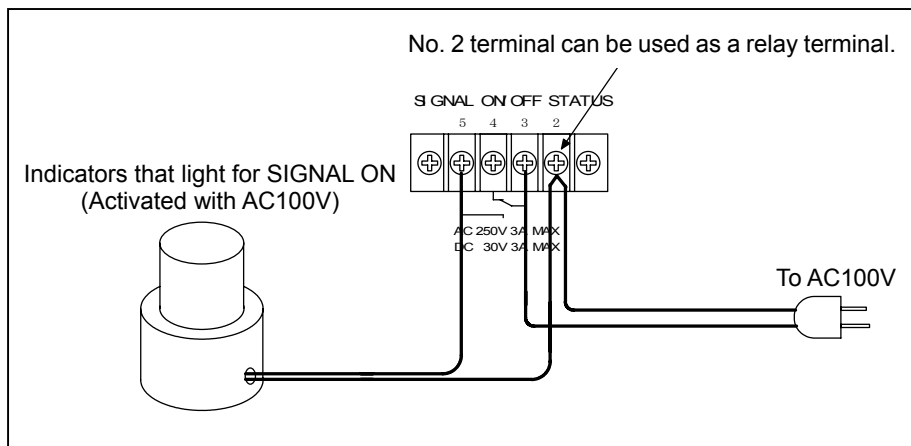 No. 2 terminal can be used as a relay terminal.
SIGNAL ON/OFF STATUS
5 4 3 2
Indicators that light for SIGNAL ON
(Activated with AC100V)
AC 250V 3A MAX
DC 30V 3A MAX
To AC100V